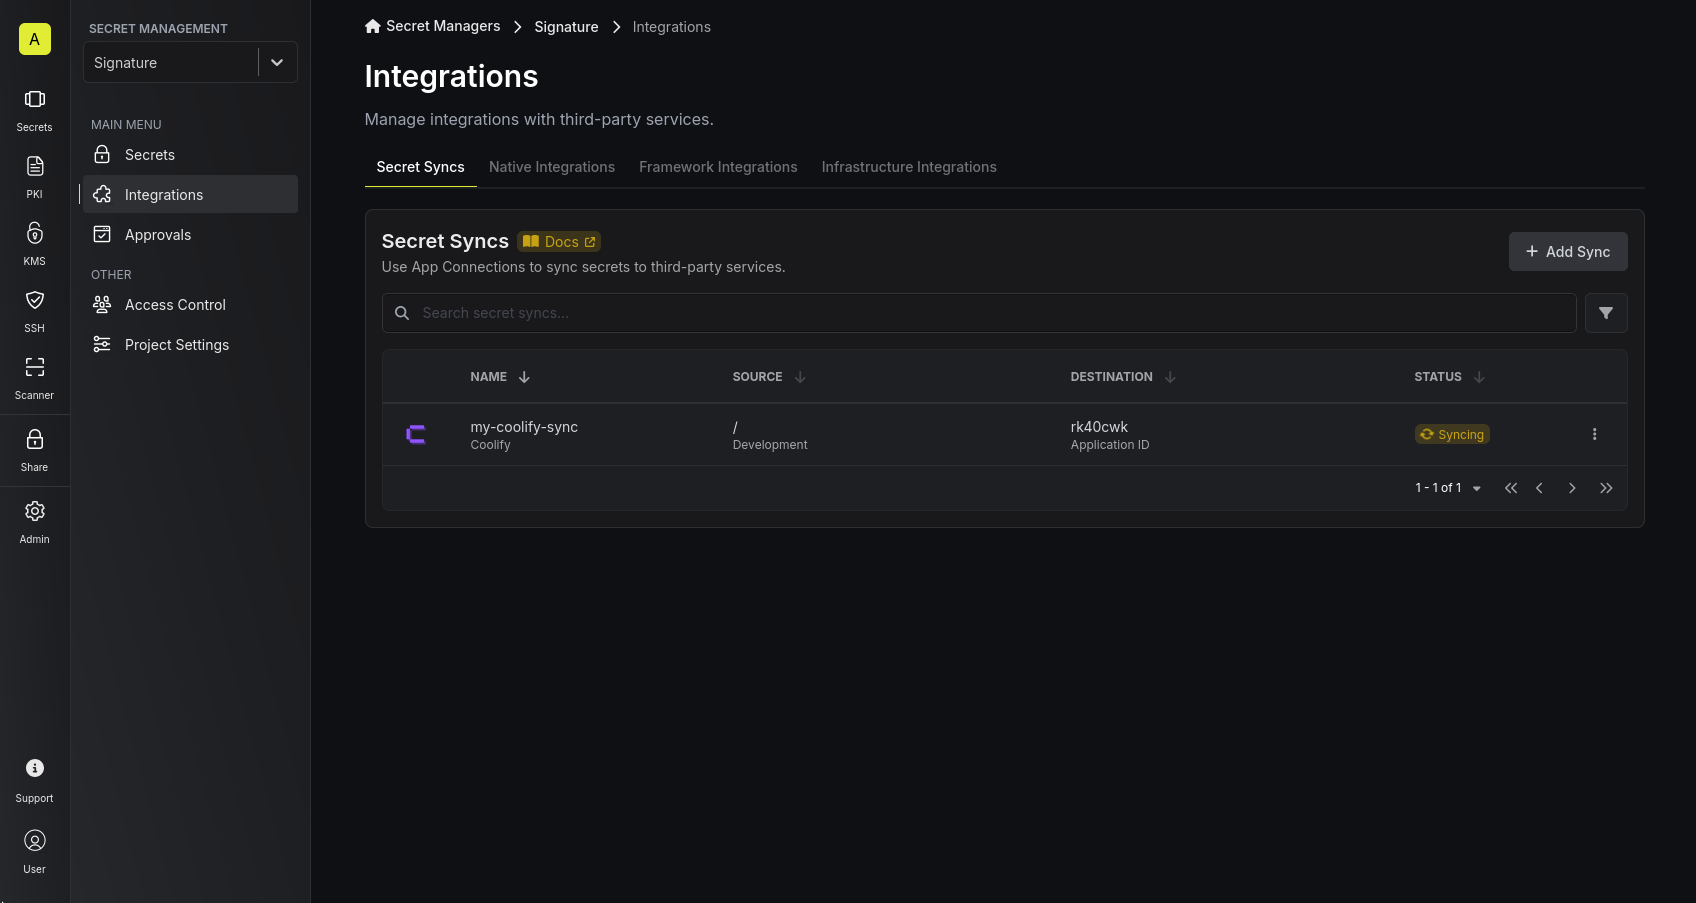 A
Secrets
PKI
KMS
SSH
Scanner
Share
Admin
Support
User
SECRET MANAGEMENT
Signature
MAIN MENU
Secrets
Integrations
Approvals
OTHER
Access Control
Project Settings
Secret Managers Signature Integrations
Integrations
Manage integrations with third-party services.
Secret Syncs Native Integrations Framework Integrations Infrastructure Integrations
Secret Syncs Docs
Use App Connections to sync secrets to third-party services.
+ Add Sync
Search secret syncs...
NAME SOURCE DESTINATION STATUS
my-coolify-sync / rk40cwk Syncing
Coolify Development Application ID
1 - 1 of 1